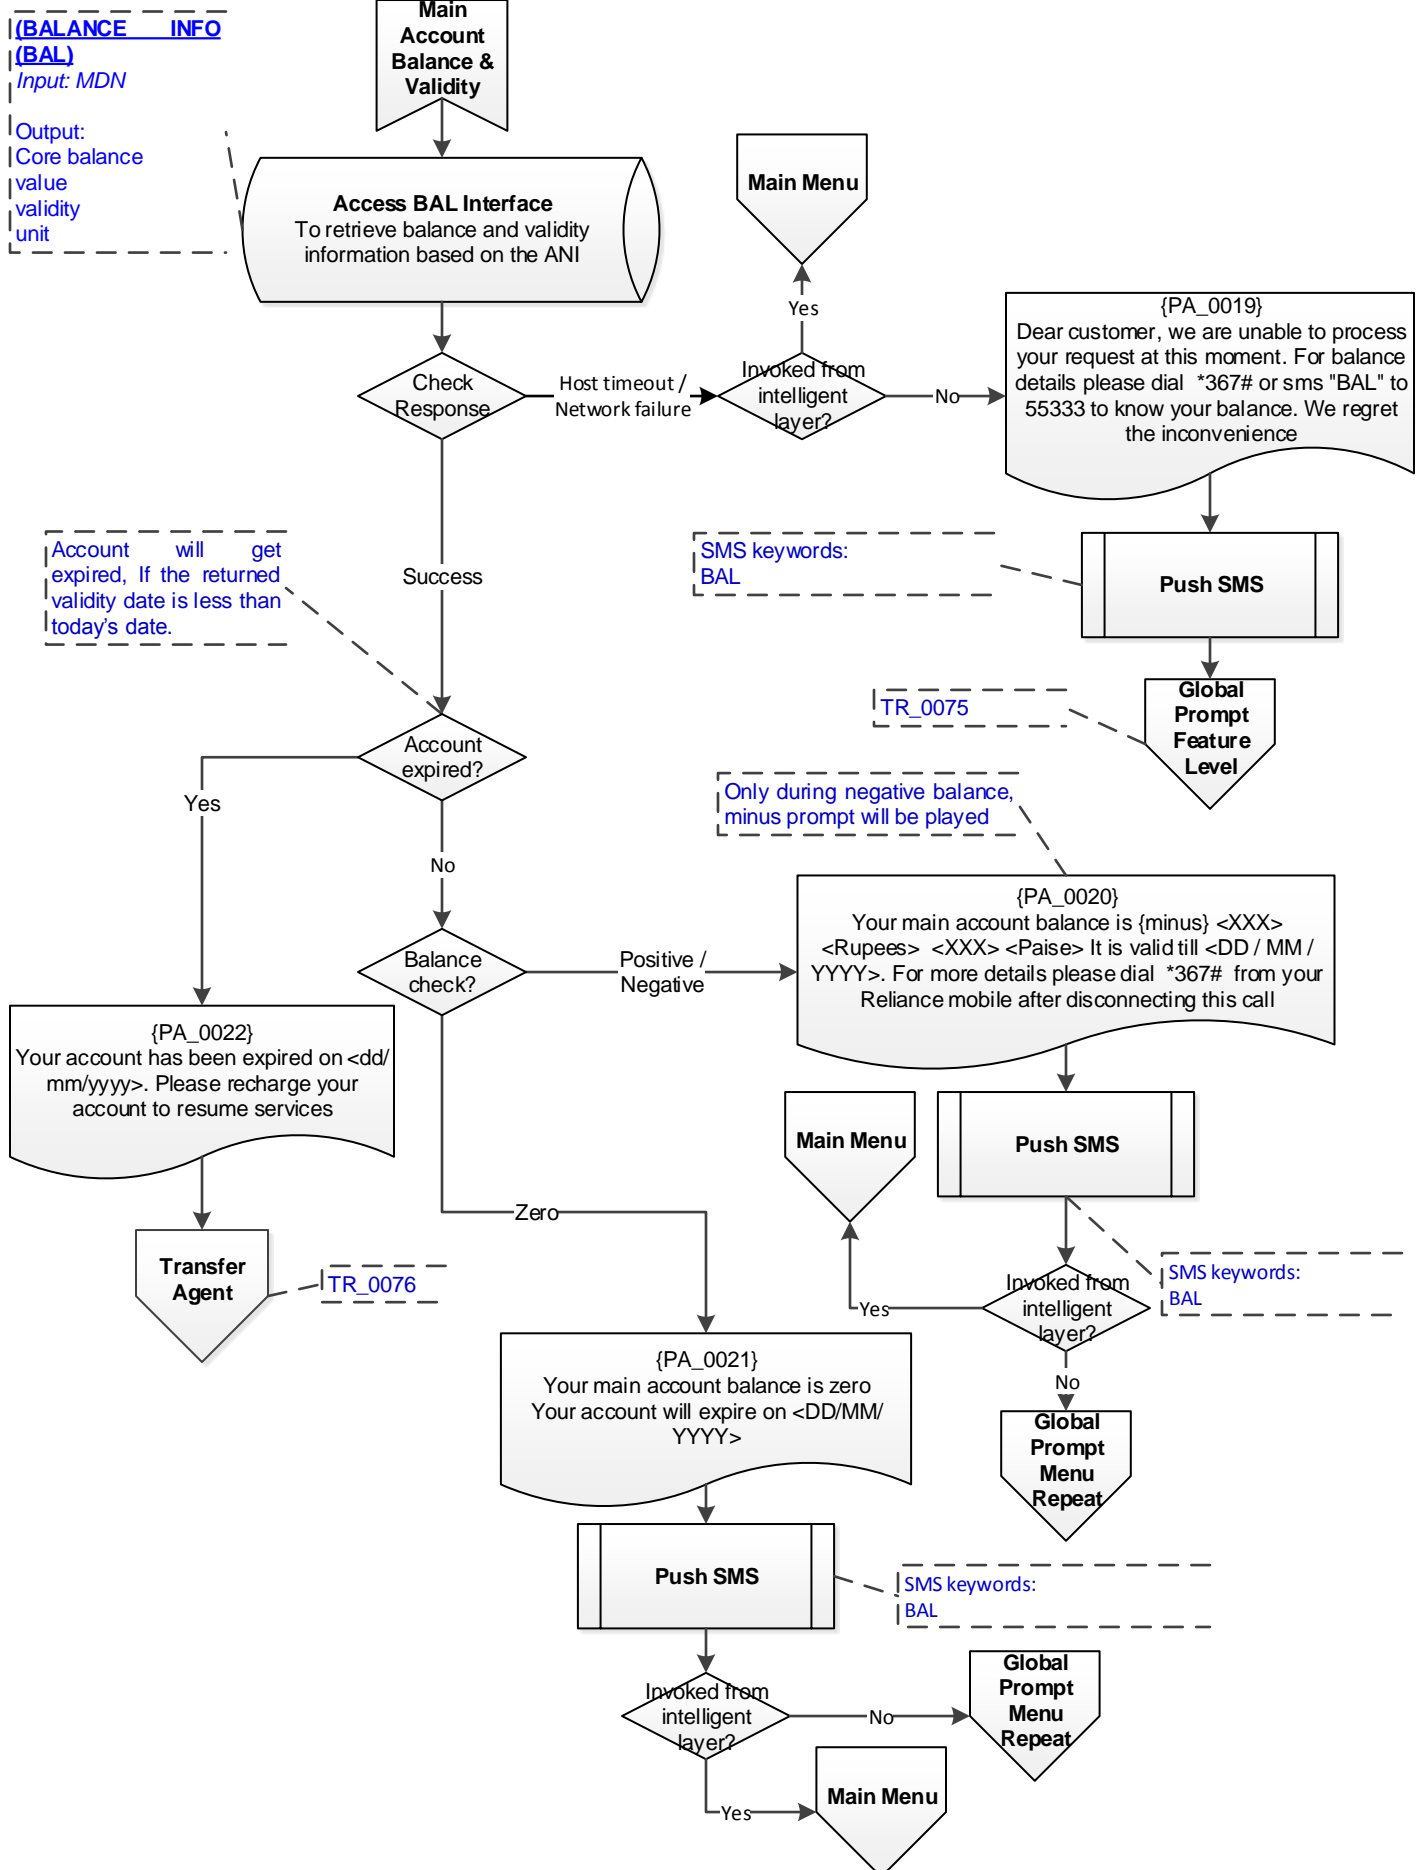 (BALANCE INFO
(BAL)
Input: MDN
Output:
Core balance
value
validity
unit
Main
Account
Balance &
Validity
Access BAL Interface
To retrieve balance and validity
information based on the ANI
Main Menu
Yes
Check
Response
Host timeout /
Network failure
Invoked from
intelligent
layer?
No
{PA_0019}
Dear customer, we are unable to process
your request at this moment. For balance
details please dial *367# or sms "BAL" to
55333 to know your balance. We regret
the inconvenience
SMS keywords:
BAL
Push SMS
Account will get
expired, If the returned
validity date is less than
today's date.
Success
TR_0075
Global
Prompt
Feature
Level
Account
expired?
Yes
No
Only during negative balance,
minus prompt will be played
Balance
check?
Positive /
Negative
{PA_0020}
Your main account balance is {minus} <XXX>
<Rupees> <XXX> <Paise> It is valid till <DD / MM /
YYYY>. For more details please dial *367# from your
Reliance mobile after disconnecting this call
{PA_0022}
Your account has been expired on <dd/
mm/yyyy>. Please recharge your
account to resume services
Main Menu
Push SMS
Zero
Transfer
Agent
TR_0076
Yes
Invoked from
intelligent
layer?
SMS keywords:
BAL
No
{PA_0021}
Your main account balance is zero
Your account will expire on <DD/MM/
YYYY>
Global
Prompt
Menu
Repeat
Push SMS
SMS keywords:
BAL
Invoked from
intelligent
layer?
No
Global
Prompt
Menu
Repeat
Yes
Main Menu